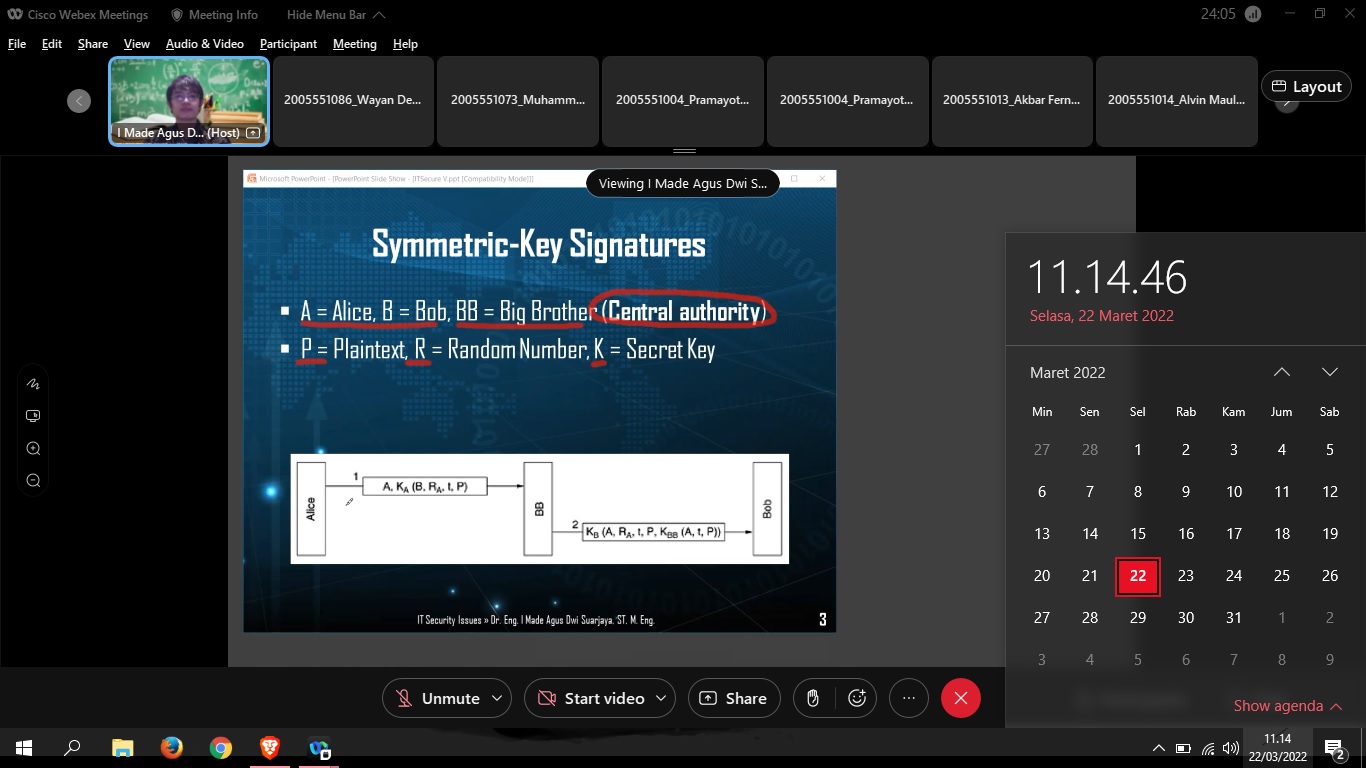 Cisco Webex Meetings
Meeting Info
Hide Menu Bar
24:05
File Edit Share View Audio & Video Participant Meeting Help
I Made Agus D... (Host)
2005551086_Wayan De...
2005551073_Muhamm...
2005551004_Pramayot...
2005551004_Pramayot...
2005551013_Akbar Fern...
2005551014_Alvin Maul...
Layout
Microsoft PowerPoint - [PowerPoint Slide Show - [ITSecure V.ppt [Compatibility Mode]]]
Viewing I Made Agus Dwi S...
Symmetric-Key Signatures
A = Alice, B = Bob, BB = Big Brother (Central authority)
P = Plaintext, R = Random Number, K = Secret Key
Alice
1
A, KA (B, RA, t, P)
BB
2
KB (A, RA, t, P, KBB (A, t, P))
Bob
IT Security Issues » Dr. Eng. I Made Agus Dwi Suarjaya, ST. M. Eng.
3
11.14.46
Selasa, 22 Maret 2022
Maret 2022
Min Sen Sel Rab Kam Jum Sab
27 28 1 2 3 4 5
6 7 8 9 10 11 12
13 14 15 16 17 18 19
20 21 22 23 24 25 26
27 28 29 30 31 1 2
3 4 5 6 7 8 9
Show agenda
Unmute
Start video
Share
11.14
22/03/2022
2